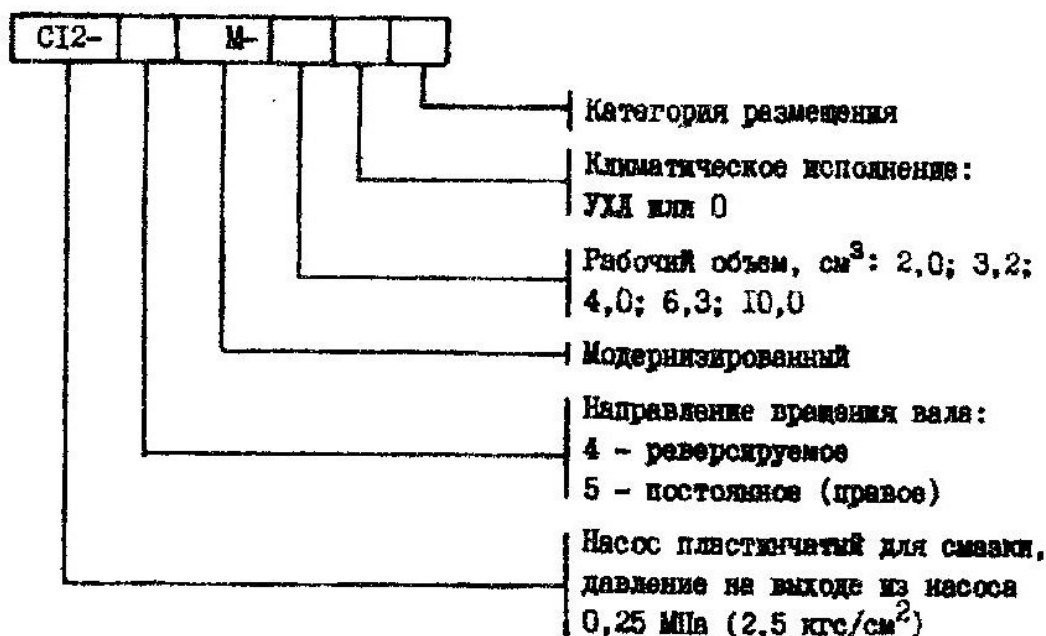 СI2- М-
Категория размещения
Климатическое исполнение:
УХЛ или О
Рабочий объем, см³: 2,0; 3,2;
4,0; 6,3; I0,0
Модернизированный
Направление вращения вала:
4 - реверсируемое
5 - постоянное (правое)
Насос пластинчатый для смазки,
давление на выходе из насоса
0,25 МПа (2,5 кгс/см²)